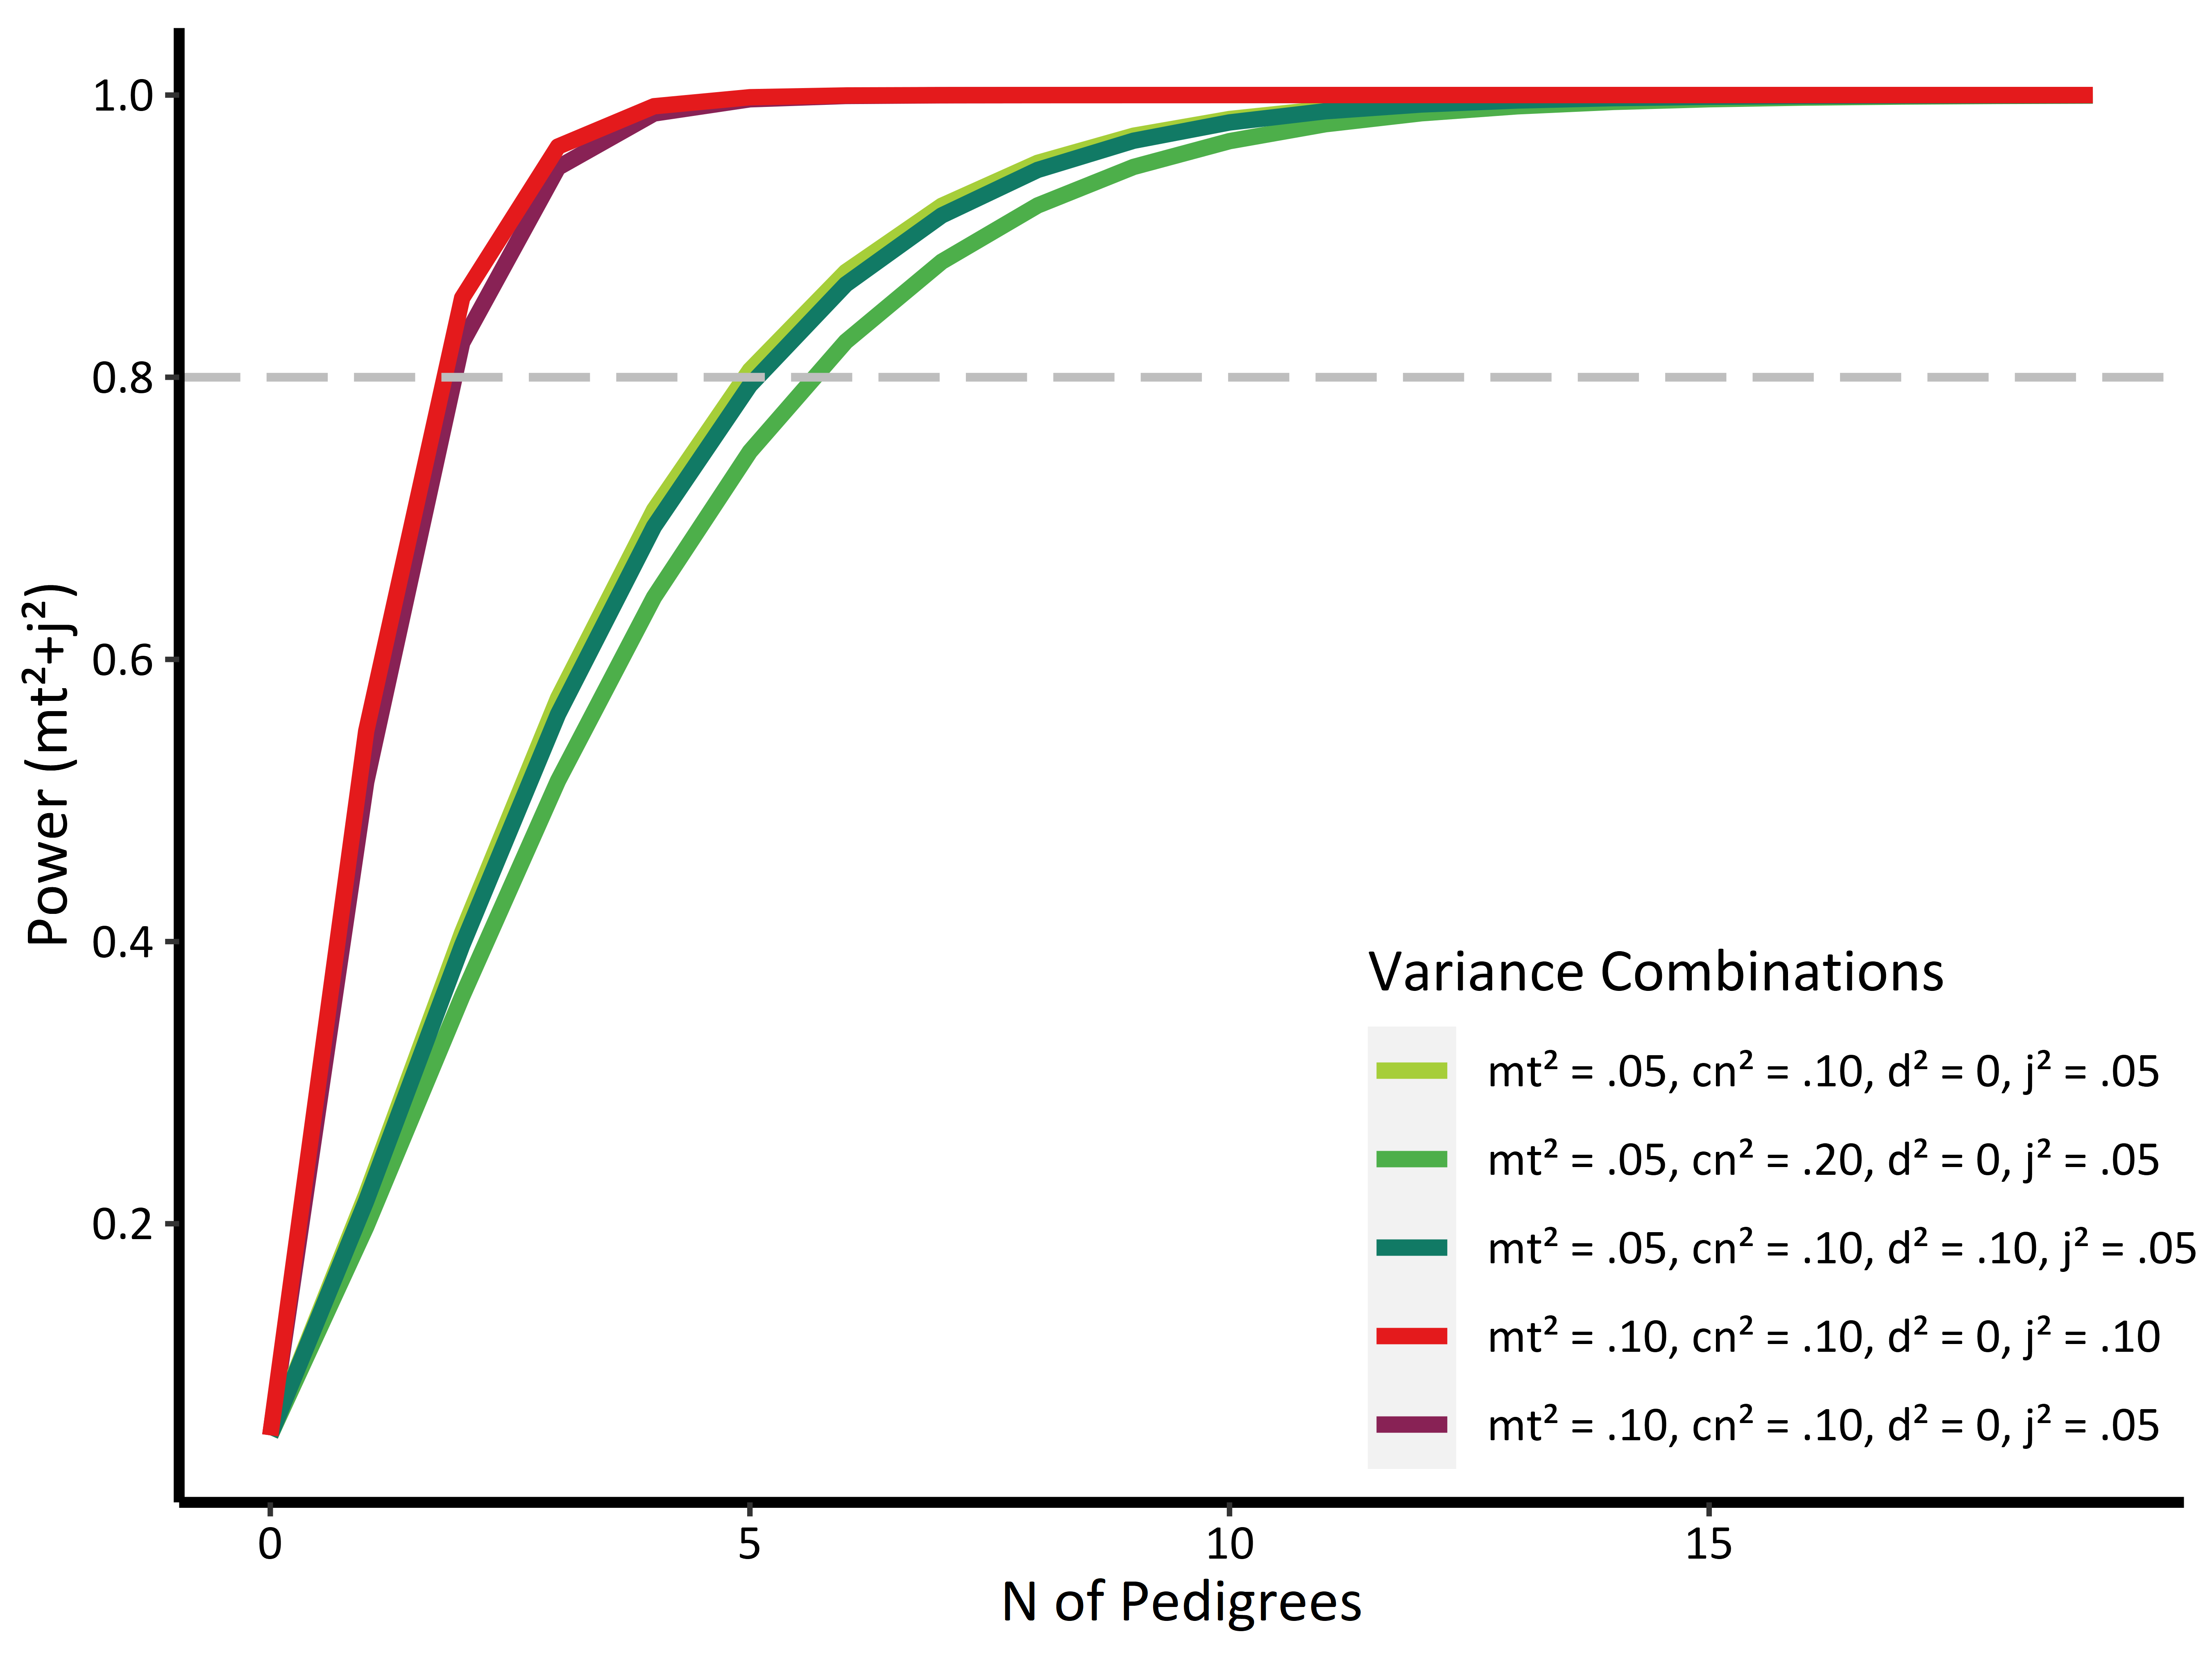 Power (mt²+j²)
1.0
0.8
0.6
0.4
0.2
0
5
10
15
N of Pedigrees
Variance Combinations
mt² = .05, cn² = .10, d² = 0, j² = .05
mt² = .05, cn² = .20, d² = 0, j² = .05
mt² = .05, cn² = .10, d² = .10, j² = .05
mt² = .10, cn² = .10, d² = 0, j² = .10
mt² = .10, cn² = .10, d² = 0, j² = .05